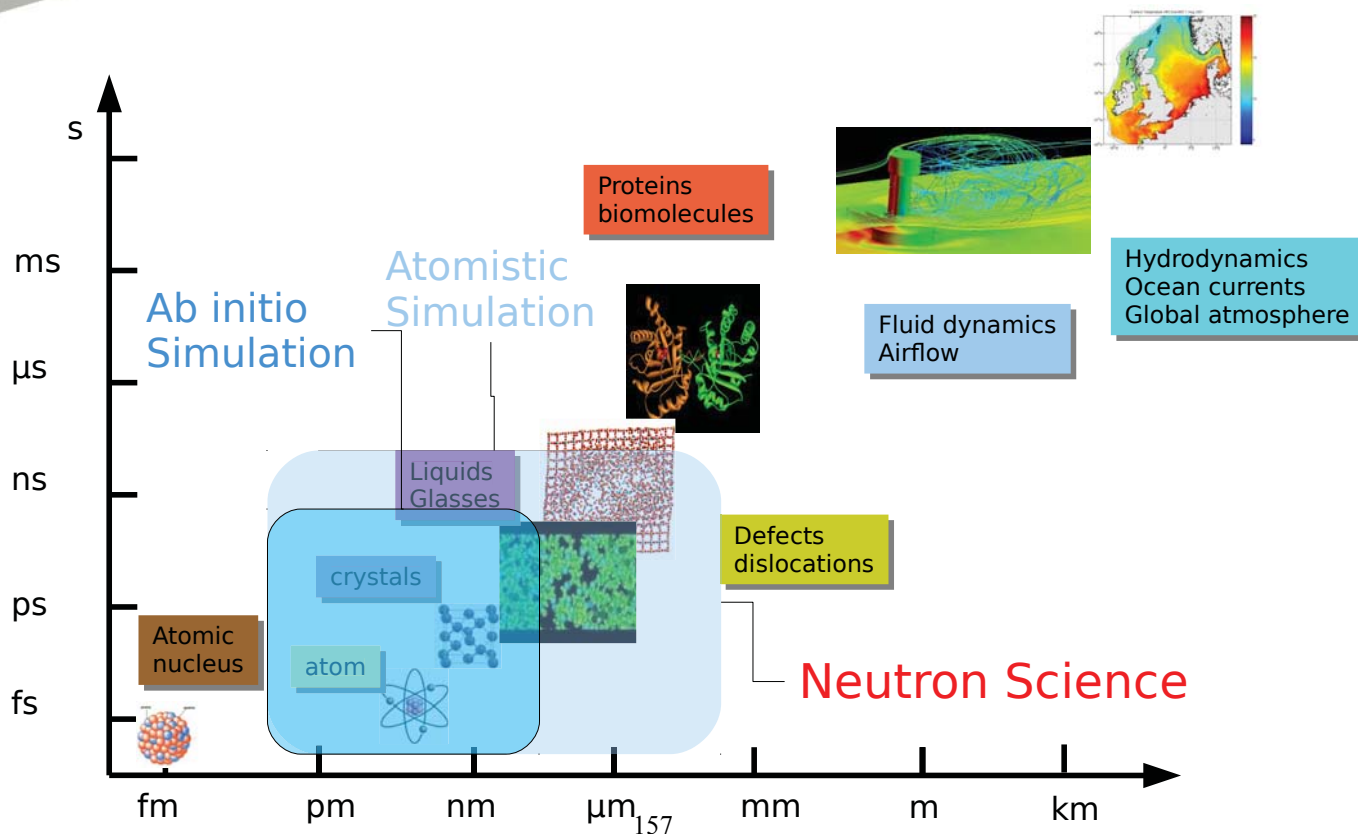 s
ms
µs
ns
ps
fs
Proteins
biomolecules
Atomistic
Simulation
Ab initio
Simulation
Hydrodynamics
Ocean currents
Global atmosphere
Fluid dynamics
Airflow
Liquids
Glasses
Defects
dislocations
crystals
Atomic
nucleus
atom
Neutron Science
fm
pm
nm
µm
mm
m
km
157